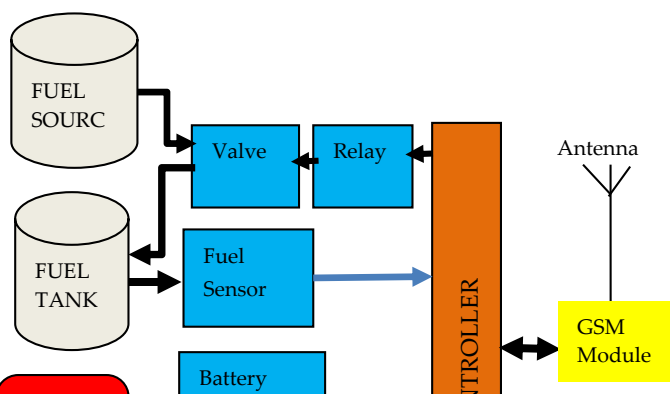 FUEL
SOURC
Valve
Relay
Antenna
Fuel
Sensor
FUEL
TANK
NTROLLER
GSM
Module
Battery